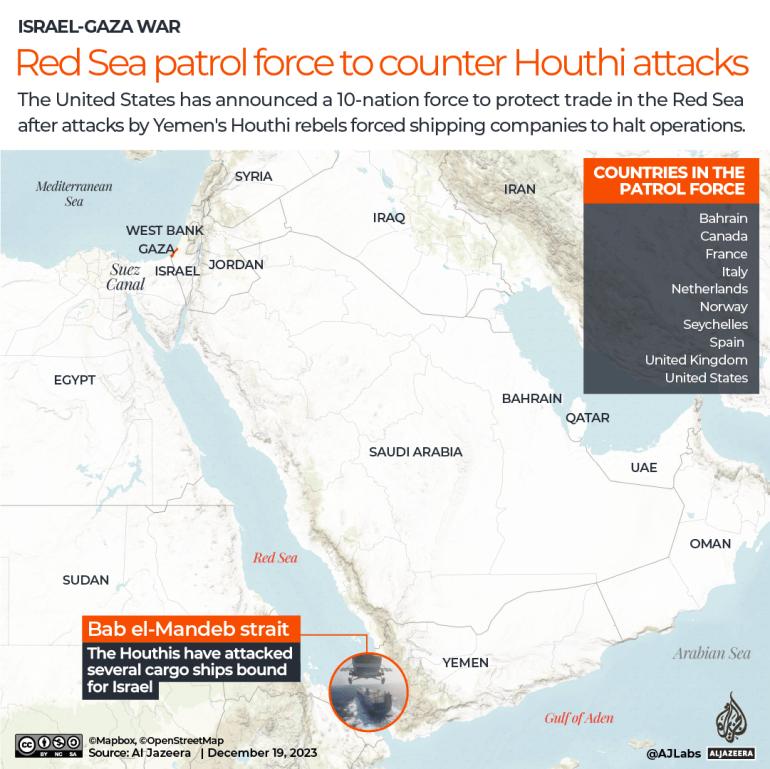 ISRAEL-GAZA WAR
Red Sea patrol force to counter Houthi attacks
The United States has announced a 10-nation force to protect trade in the Red Sea
after attacks by Yemen's Houthi rebels forced shipping companies to halt operations.
COUNTRIES IN THE
PATROL FORCE
Bahrain
Canada
France
Italy
Netherlands
Norway
Seychelles
Spain
United Kingdom
United States
Mediterranean
Sea
SYRIA
IRAN
IRAQ
WEST BANK
GAZA
ISRAEL
JORDAN
Suez
Canal
EGYPT
BAHRAIN
QATAR
SAUDI ARABIA
UAE
OMAN
Red Sea
SUDAN
Bab el-Mandeb strait
The Houthis have attacked
several cargo ships bound
for Israel
YEMEN
Arabian Sea
Gulf of Aden
cc BY NC SA
©Mapbox, ©OpenStreetMap
Source: Al Jazeera | December 19, 2023
@AJLabs
ALJAZEERA